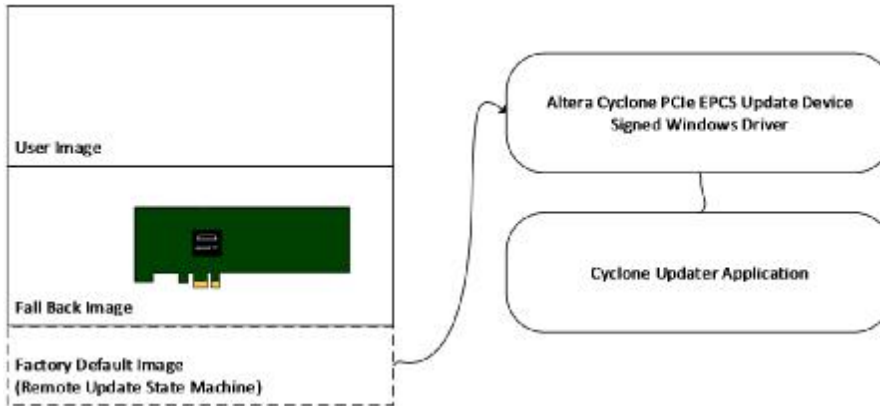 User Image
Fall Back Image
Factory Default Image
(Remote Update State Machine)
Altera Cyclone PCIe EPCS Update Device
Signed Windows Driver
Cyclone Updater Application